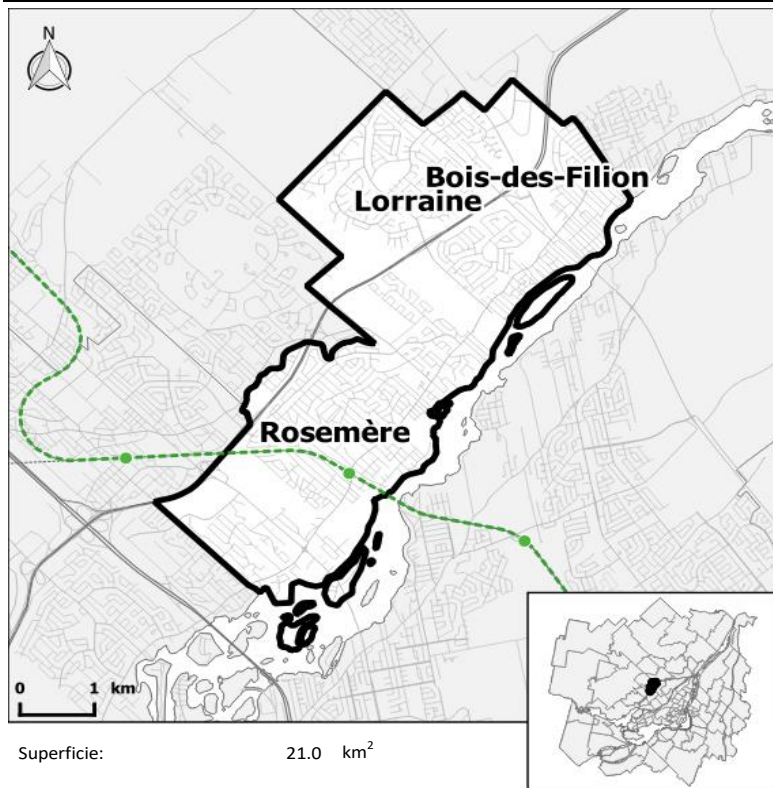 N
Bois-des-Filion
Lorraine
Rosemère
0 1 km
Superficie: 21.0 km²